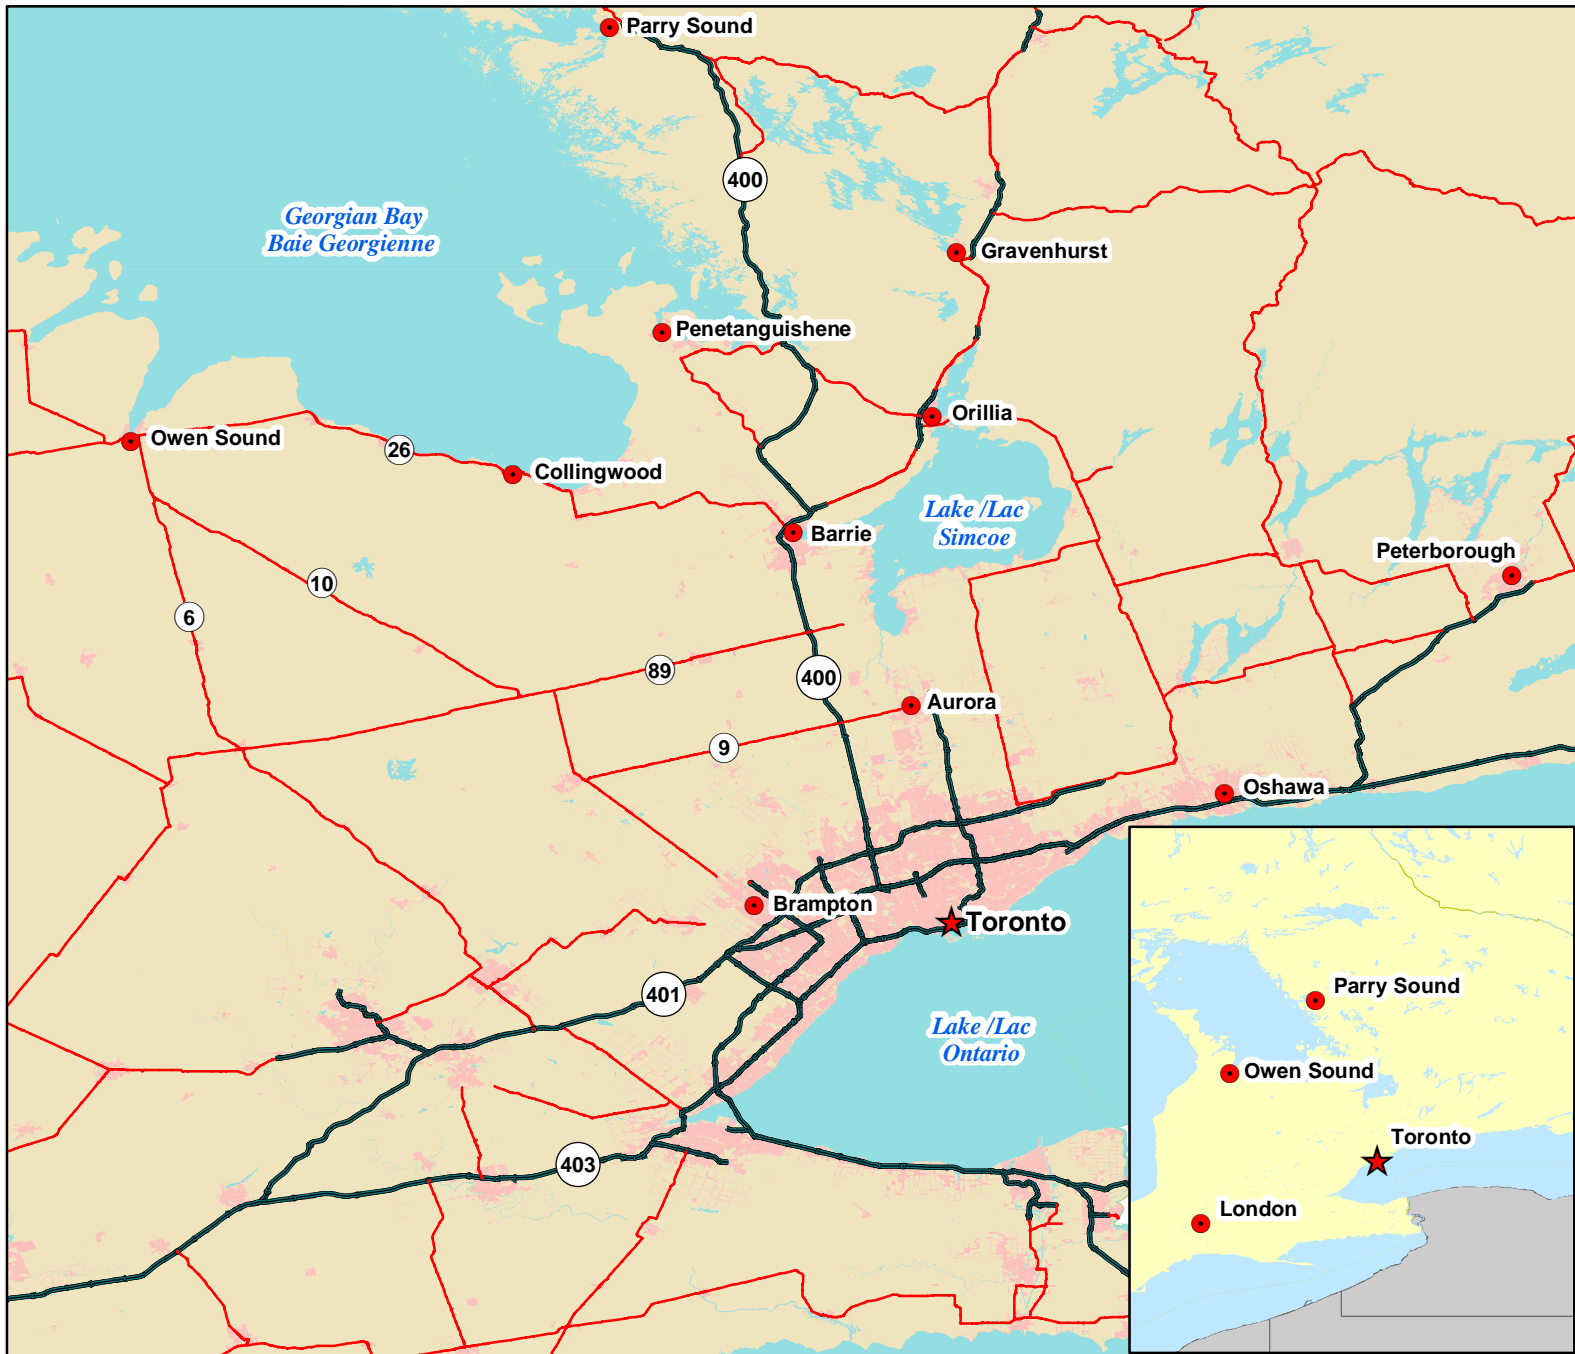 Parry Sound
400
Georgian Bay
Baie Georgienne
Gravenhurst
Penetanguishene
Orillia
Owen Sound
26
Collingwood
Lake /Lac
Simcoe
Barrie
Peterborough
10
6
89
400
Aurora
9
Oshawa
Brampton
Toronto
401
Lake /Lac
Ontario
403
Parry Sound
Owen Sound
Toronto
London